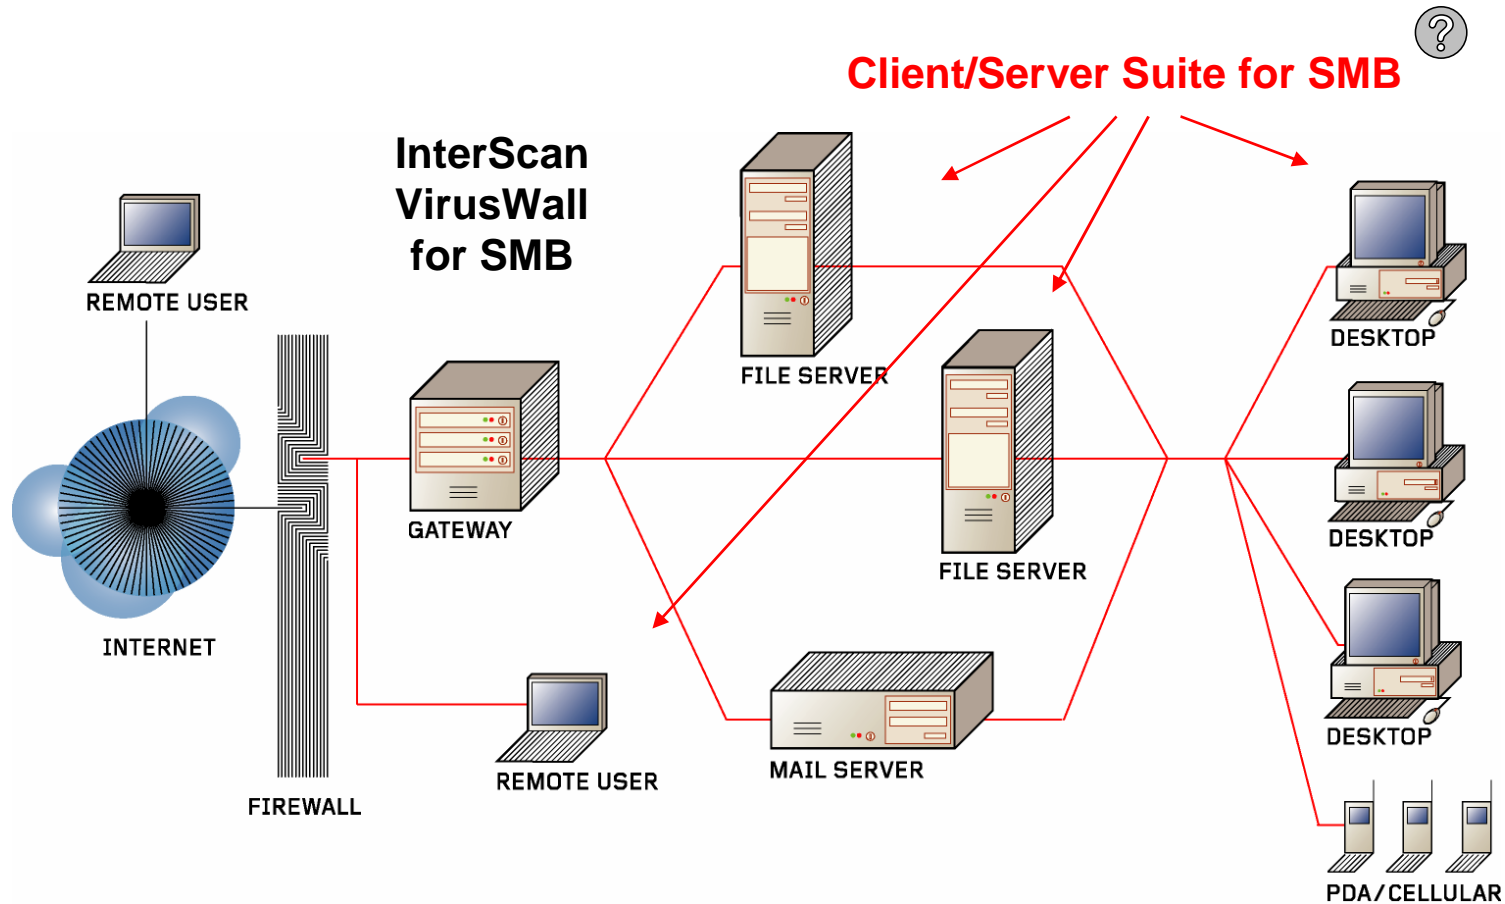 ?
Client/Server Suite for SMB
InterScan
VirusWall
for SMB
REMOTE USER
DESKTOP
FILE SERVER
GATEWAY
DESKTOP
FILE SERVER
INTERNET
REMOTE USER
MAIL SERVER
DESKTOP
FIREWALL
PDA/CELLULAR